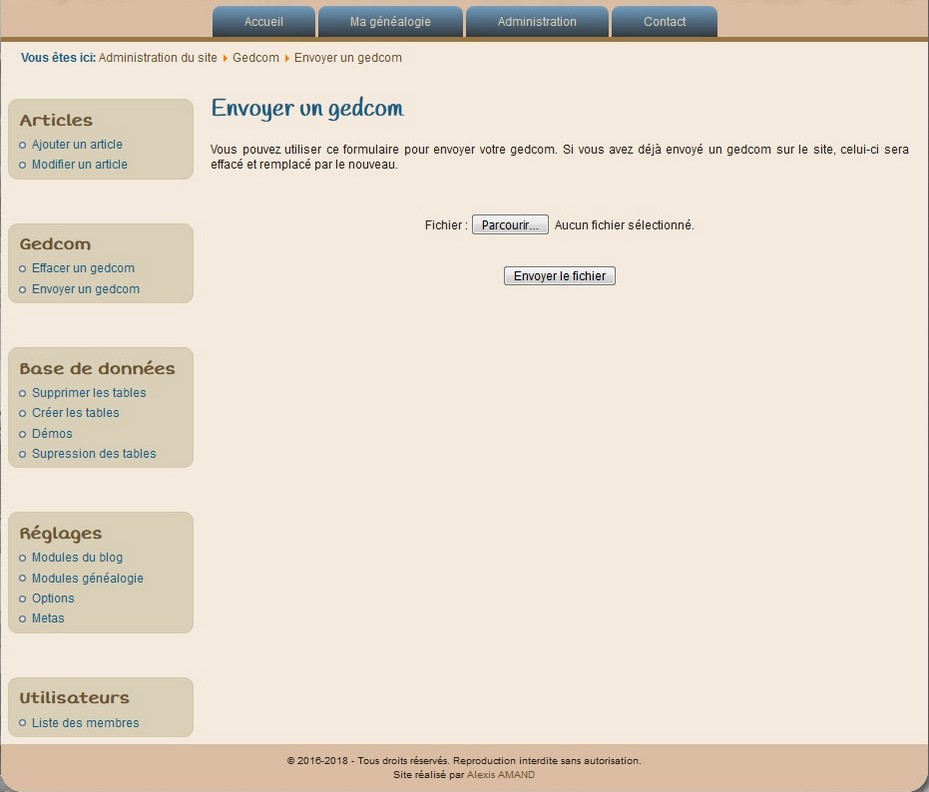 Accueil
Ma généalogie
Administration
Contact
Vous êtes ici: Administration du site Gedcom Envoyer un gedcom
Articles
Ajouter un article
Modifier un article
Gedcom
Effacer un gedcom
Envoyer un gedcom
Base de données
Supprimer les tables
Créer les tables
Démos
Supression des tables
Réglages
Modules du blog
Modules généalogie
Options
Metas
Utilisateurs
Liste des membres
Envoyer un gedcom
Vous pouvez utiliser ce formulaire pour envoyer votre gedcom. Si vous avez déjà envoyé un gedcom sur le site, celui-ci sera
effacé et remplacé par le nouveau.
Fichier : Parcourir... Aucun fichier sélectionné.
Envoyer le fichier
© 2016-2018 - Tous droits réservés. Reproduction interdite sans autorisation.
Site réalisé par Alexis AMAND